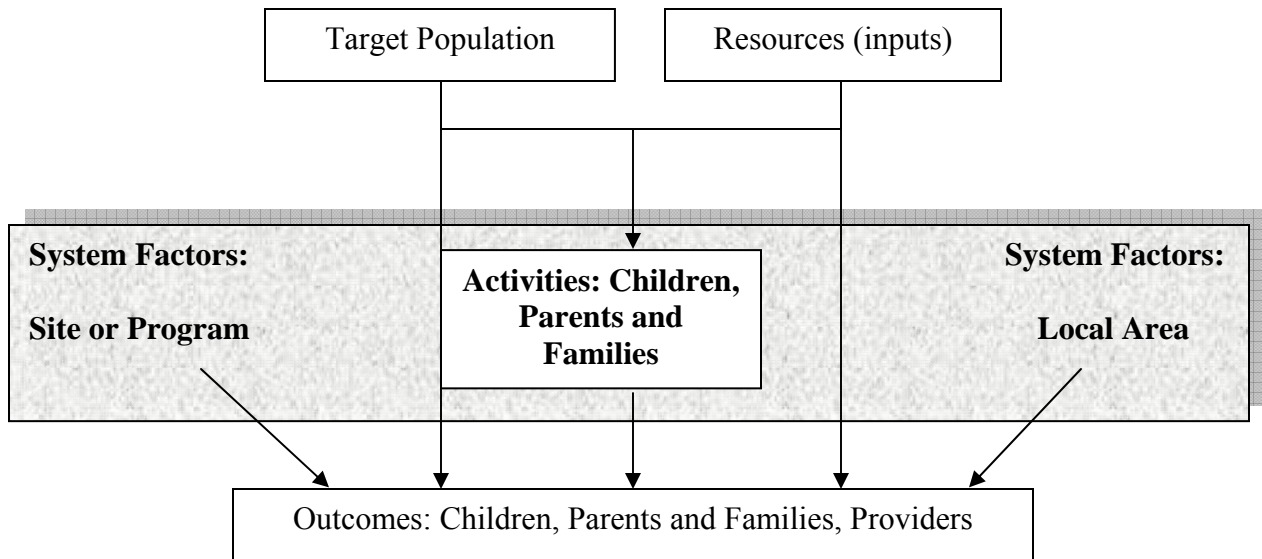 Target Population
Resources (inputs)
System Factors:
Site or Program
Activities: Children,
Parents and
Families
System Factors:
Local Area
Outcomes: Children, Parents and Families, Providers